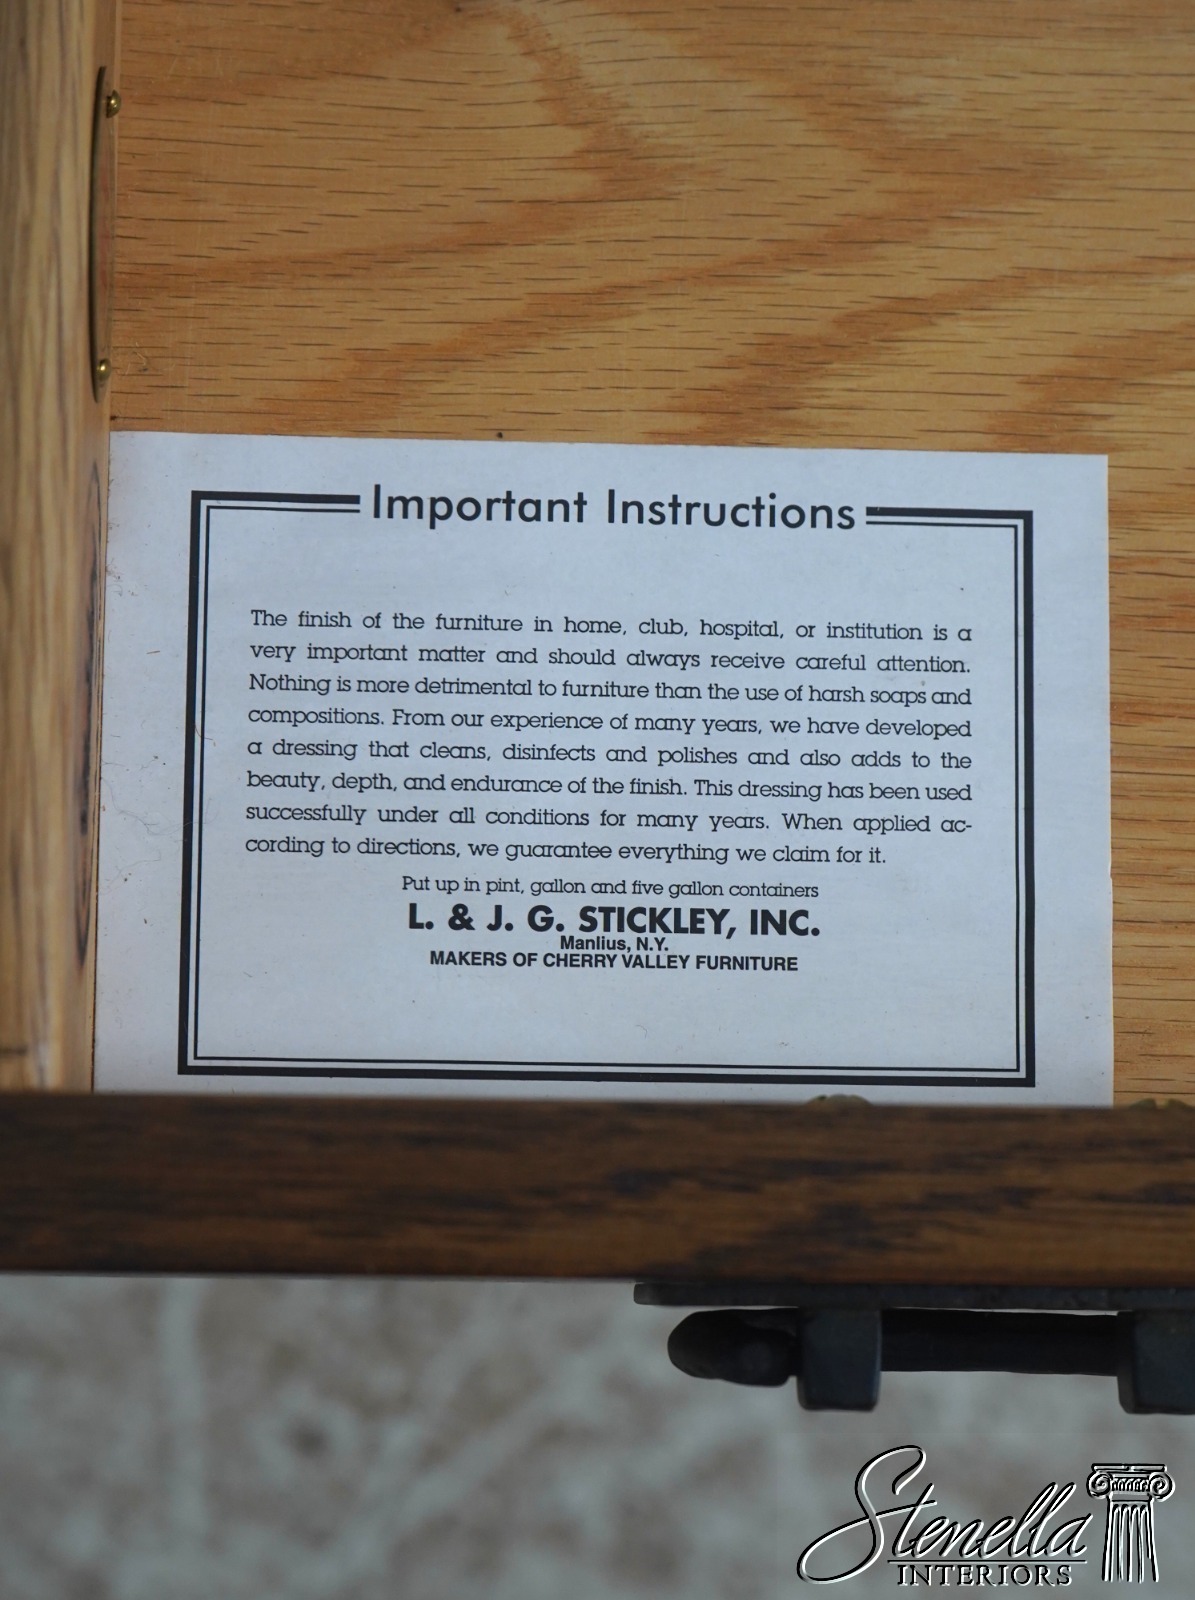 Important Instructions
The finish of the furniture in home, club, hospital, or institution is a
very important matter and should always receive careful attention.
Nothing is more detrimental to furniture than the use of harsh soaps and
compositions. From our experience of many years, we have developed
a dressing that cleans, disinfects and polishes and also adds to the
beauty, depth, and endurance of the finish. This dressing has been used
successfully under all conditions for many years. When applied ac-
cording to directions, we guarantee everything we claim for it.
Put up in pint, gallon and five gallon containers
L. & J. G. STICKLEY, INC.
Manlius, N.Y.
MAKERS OF CHERRY VALLEY FURNITURE
Stenella
INTERIORS